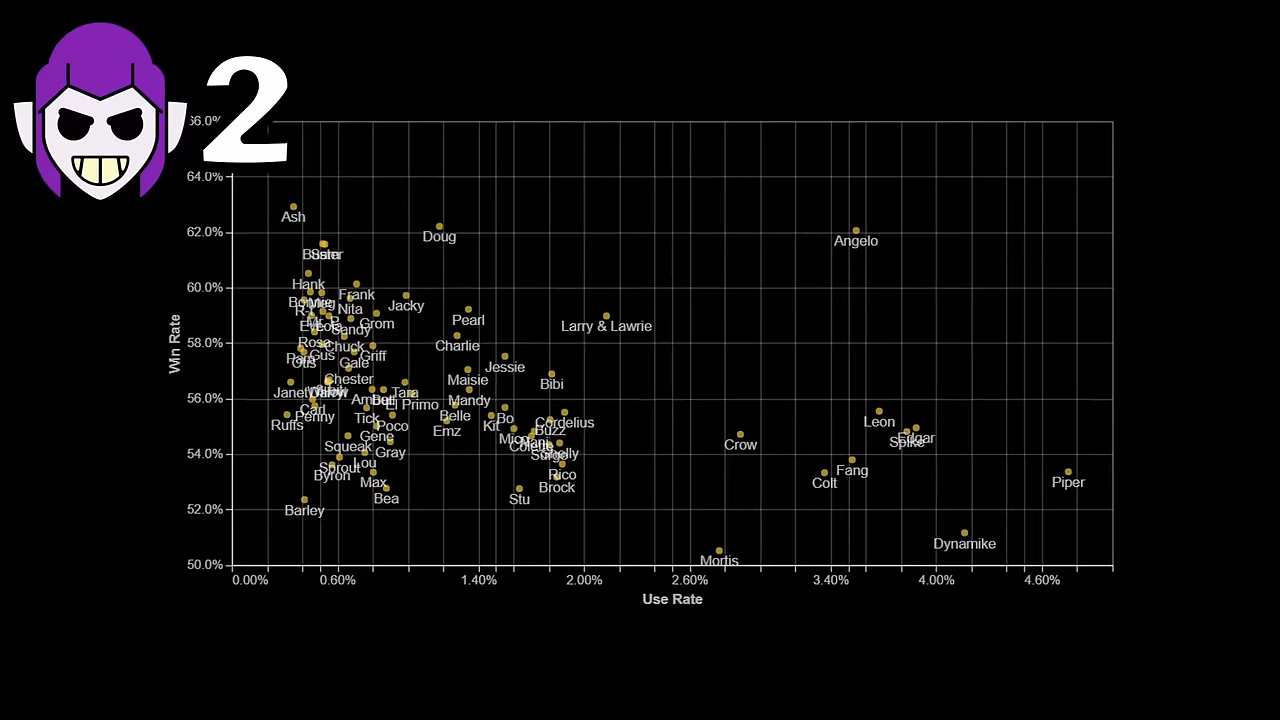 2
66.0%
64.0%
Ash
Doug
62.0%
Angelo
Hank
60.0%
Frank
Jacky
Nita
Pearl
Grom
Larry & Lawrie
Sandy
Rosa
58.0%
Chuck
Charlie
Gus
Griff
Otis
Gale
Jessie
Chester
Maisie
Bibi
Janet
Tara
56.0%
Amber
El Primo
Mandy
Carl
Penny
Belle
Ruffs
Tick
Poco
Emz
Kit
Bo
Cordelius
Buzz
Leon
Gene
Edgar
Spike
Crow
Squeak
Gray
54.0%
Lou
Sprout
Fang
Byron
Max
Rico
Colt
Brock
Piper
Bea
Stu
52.0%
Barley
Dynamike
Mortis
50.0%
0.00%
0.60%
1.40%
2.00%
2.60%
3.40%
4.00%
4.60%
Use Rate
Win Rate